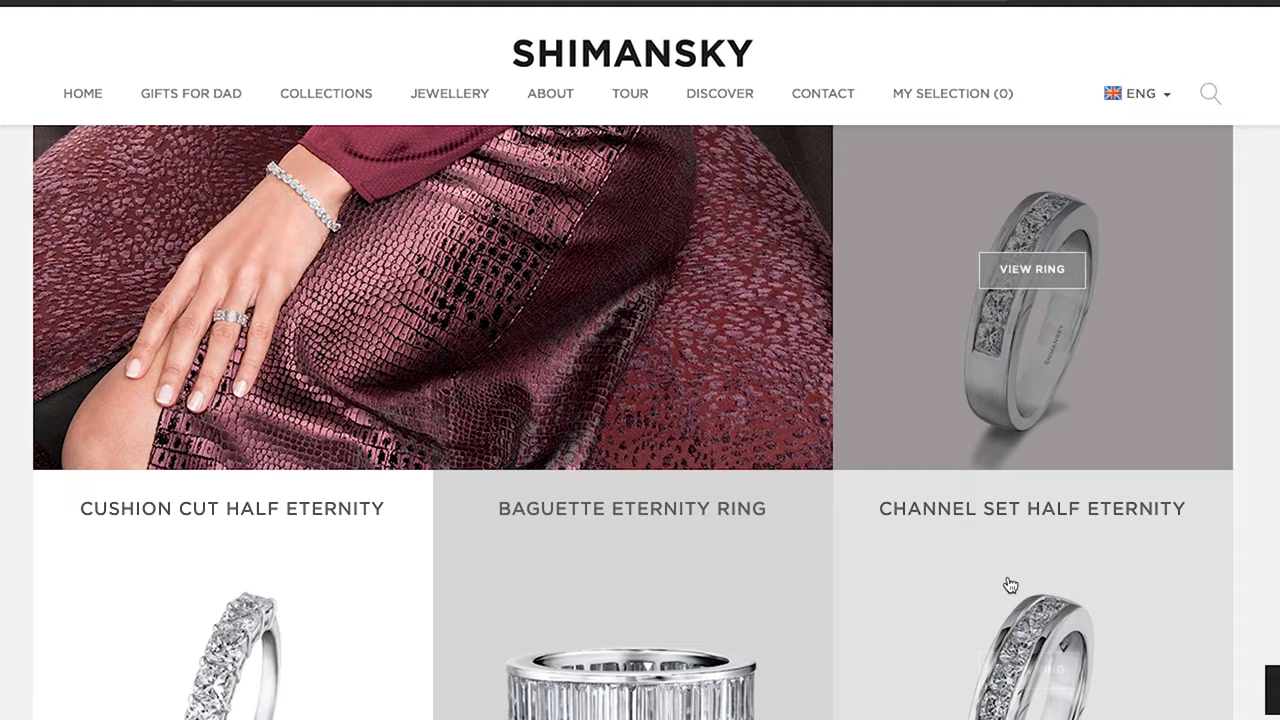 SHIMANSKY
HOME GIFTS FOR DAD COLLECTIONS JEWELLERY ABOUT TOUR DISCOVER CONTACT MY SELECTION (0) ENG
VIEW RING
SHIMANSKY
CUSHION CUT HALF ETERNITY BAGUETTE ETERNITY RING CHANNEL SET HALF ETERNITY